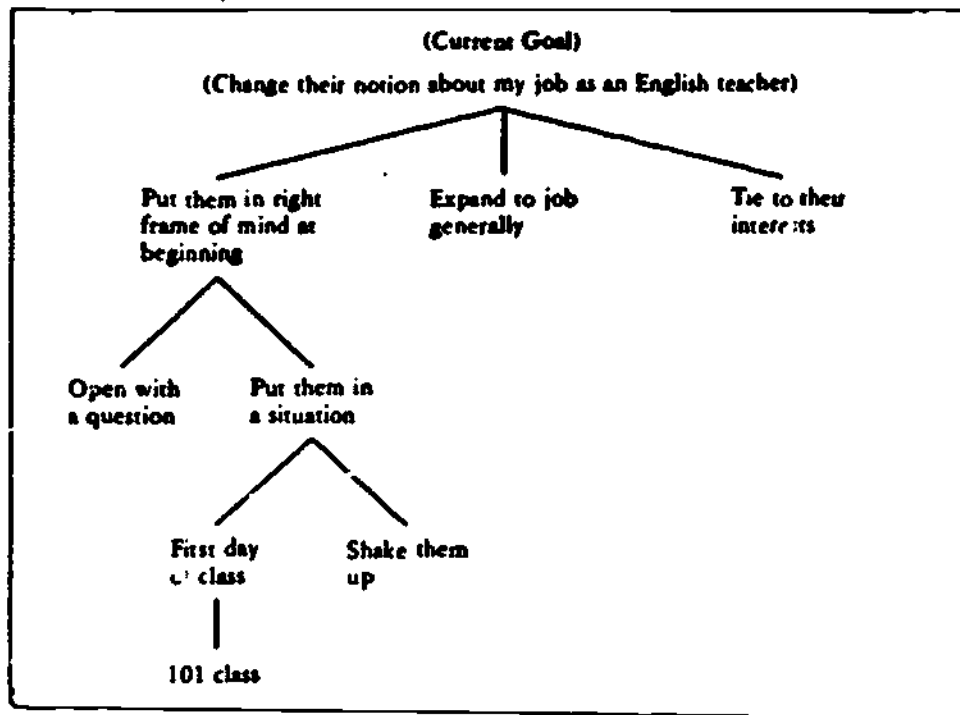 (Current Goal)
(Change their notion about my job as an English teacher)
Put them in right
frame of mind at
beginning
Expand to job
generally
Tie to their
interests
Open with
a question
Put them in
a situation
First day
class
Shake them
up
101 class